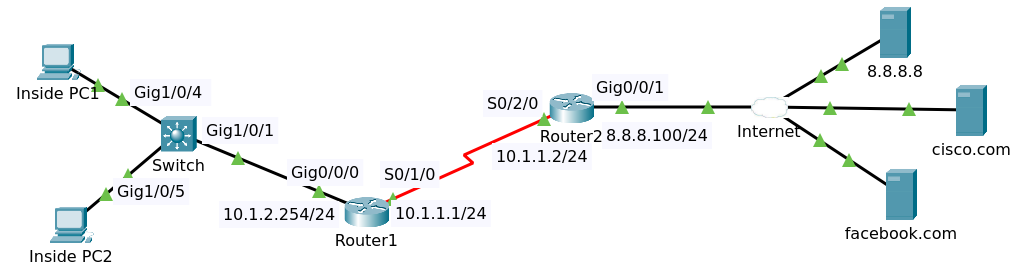 Inside PC1
Gig1/0/4
Gig1/0/1
Switch
Gig1/0/5
Inside PC2
Gig0/0/0
S0/1/0
10.1.2.254/24
10.1.1.1/24
Router1
S0/2/0
Gig0/0/1
Router2
8.8.8.100/24
10.1.1.2/24
Internet
8.8.8.8
cisco.com
facebook.com